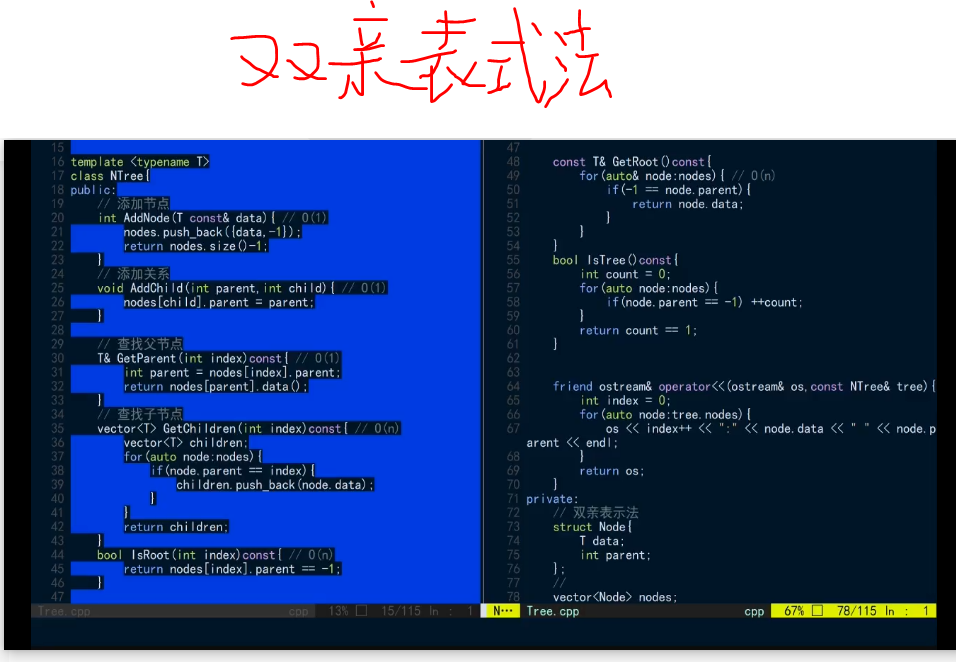 双亲表式法
15
16 template <typename T>
17 class NTree{
18 public:
19     // 添加节点
20     int AddNode(T const& data){ // O(1)
21         nodes.push_back({data,-1});
22         return nodes.size()-1;
23     }
24     // 添加关系
25     void AddChild(int parent,int child){ // O(1)
26         nodes[child].parent = parent;
27     }
28
29     // 查找父节点
30     T& GetParent(int index)const{ // O(1)
31         int parent = nodes[index].parent;
32         return nodes[parent].data();
33     }
34     // 查找子节点
35     vector<T> GetChildren(int index)const{ // O(n)
36         vector<T> children;
37         for(auto node:nodes){
38             if(node.parent == index){
39                 children.push_back(node.data);
40             }
41         }
42         return children;
43     }
44     bool IsRoot(int index)const{ // O(n)
45         return nodes[index].parent == -1;
46     }
47
Tree.cpp cpp 13% 15/115 ln : 1
47
48     const T& GetRoot()const{
49         for(auto& node:nodes){ // O(n)
50             if(-1 == node.parent){
51                 return node.data;
52             }
53         }
54     }
55     bool IsTree()const{
56         int count = 0;
57         for(auto node:nodes){
58             if(node.parent == -1) ++count;
59         }
60         return count == 1;
61     }
62
63
64     friend ostream& operator<<(ostream& os,const NTree& tree){
65         int index = 0;
66         for(auto node:tree.nodes){
67             os << index++ << ":" << node.data << " " << node.p
arent << endl;
68         }
69         return os;
70     }
71 private:
72     // 双亲表示法
73     struct Node{
74         T data;
75         int parent;
76     };
77     //
78     vector<Node> nodes;
N… Tree.cpp cpp 67% 78/115 ln : 1